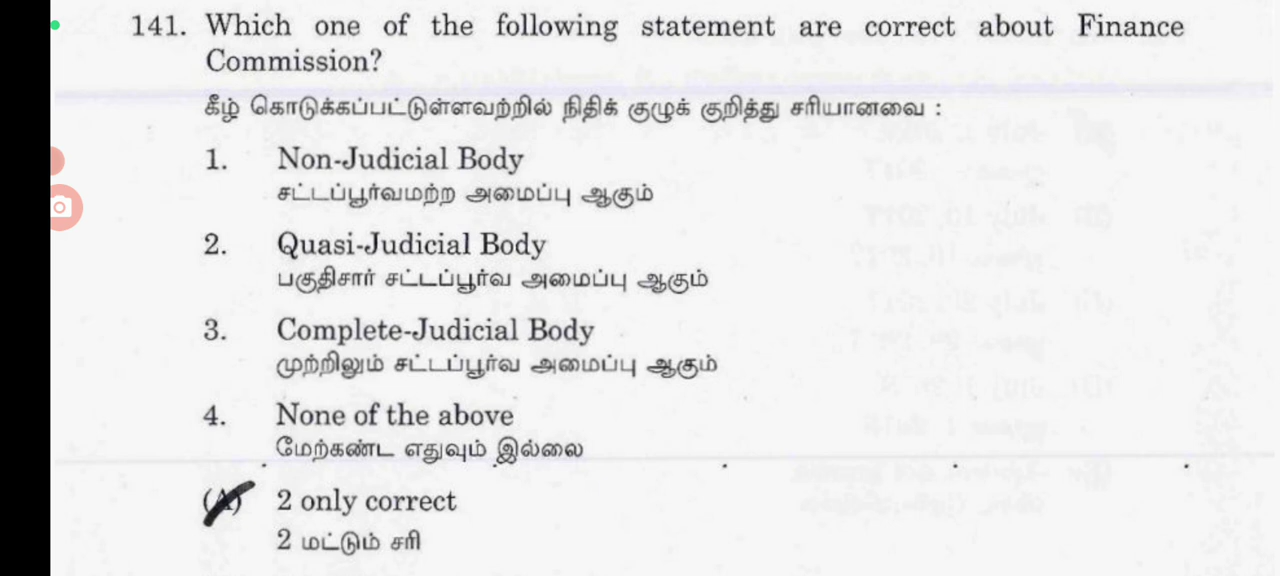 141. Which one of the following statement are correct about Finance
Commission?
கீழ் கொடுக்கப்பட்டுள்ளவற்றில் நிதிக் குழுக் குறித்து சரியானவை :
1. Non-Judicial Body
சட்டப்பூர்வமற்ற அமைப்பு ஆகும்
2. Quasi-Judicial Body
பகுதிசார் சட்டப்பூர்வ அமைப்பு ஆகும்
3. Complete-Judicial Body
முற்றிலும் சட்டப்பூர்வ அமைப்பு ஆகும்
4. None of the above
மேற்கண்ட எதுவும் இல்லை
(A) 2 only correct
2 மட்டும் சரி